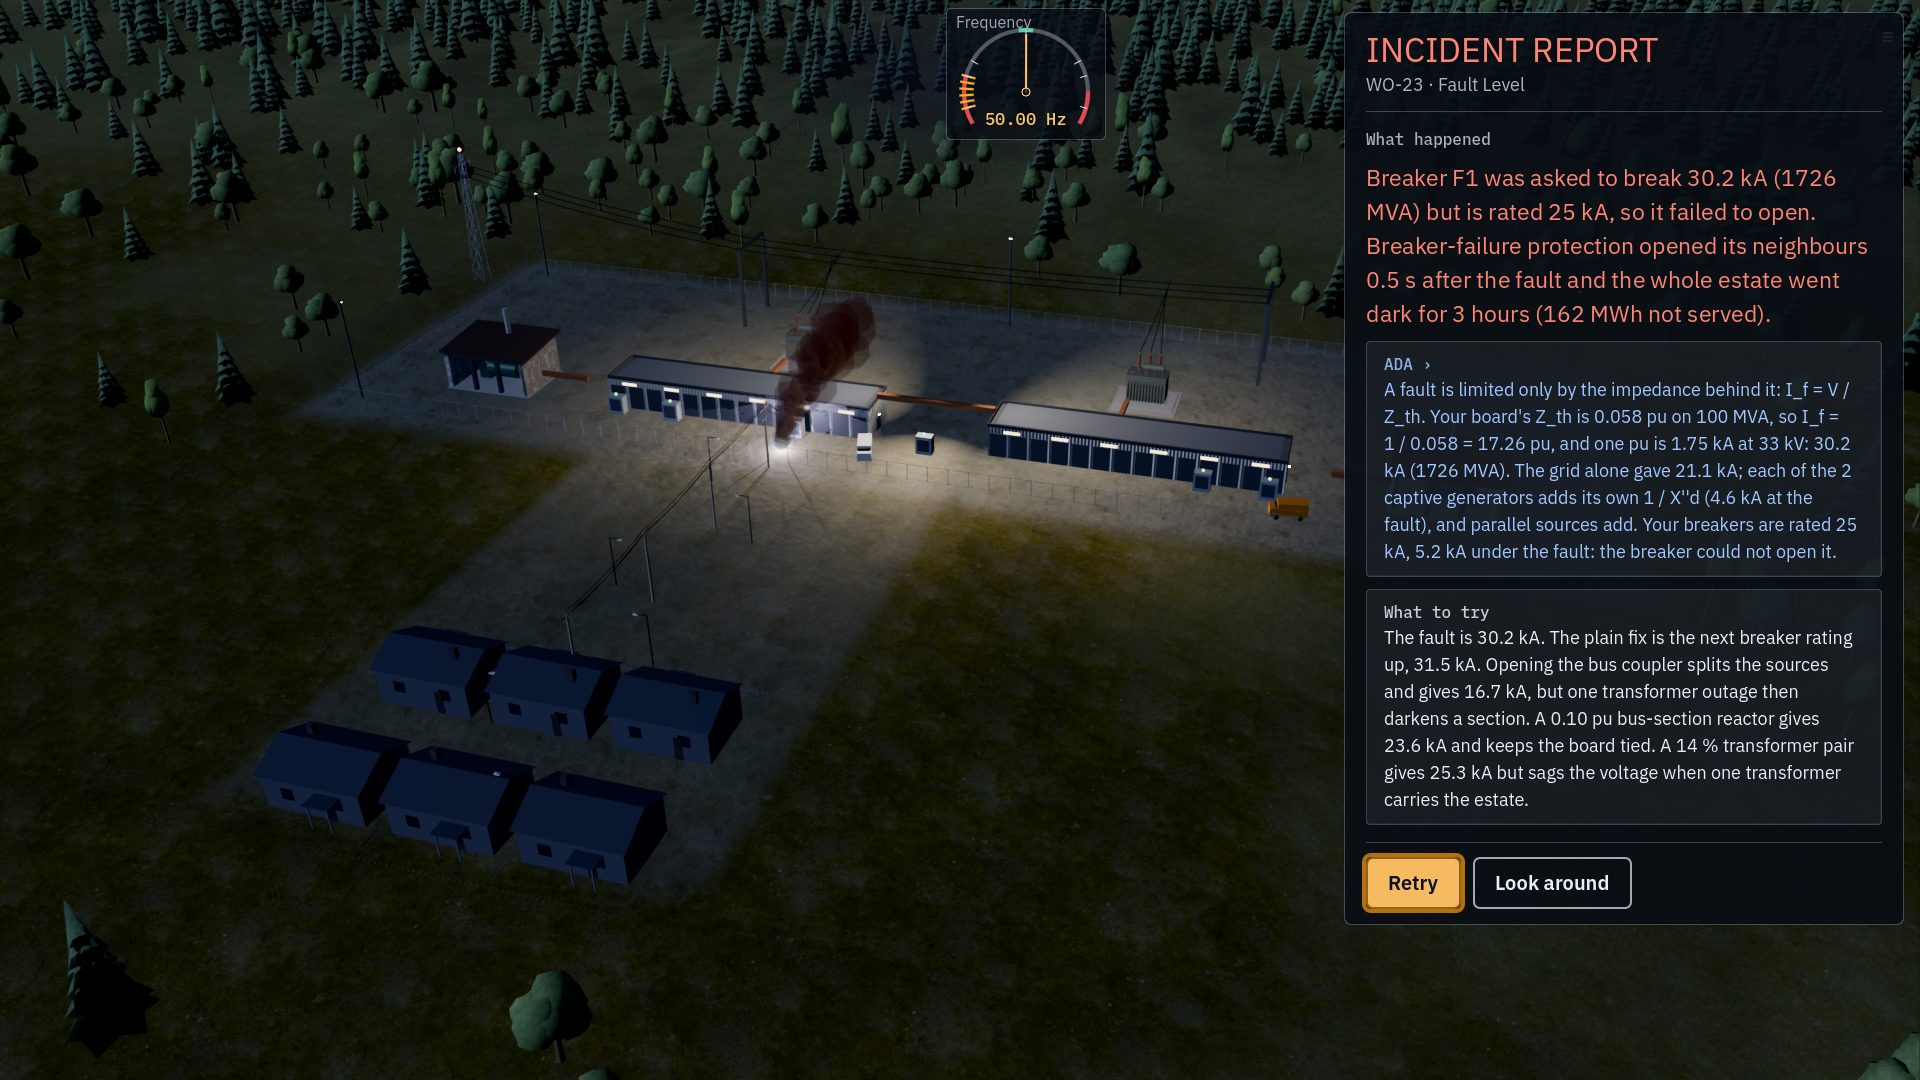 Frequency
50.00 Hz
INCIDENT REPORT
WO-23 · Fault Level
What happened
Breaker F1 was asked to break 30.2 kA (1726
MVA) but is rated 25 kA, so it failed to open.
Breaker-failure protection opened its neighbours
0.5 s after the fault and the whole estate went
dark for 3 hours (162 MWh not served).
ADA ›
A fault is limited only by the impedance behind it: I_f = V /
Z_th. Your board's Z_th is 0.058 pu on 100 MVA, so I_f =
1 / 0.058 = 17.26 pu, and one pu is 1.75 kA at 33 kV: 30.2
kA (1726 MVA). The grid alone gave 21.1 kA; each of the 2
captive generators adds its own 1 / X''d (4.6 kA at the
fault), and parallel sources add. Your breakers are rated 25
kA, 5.2 kA under the fault: the breaker could not open it.
What to try
The fault is 30.2 kA. The plain fix is the next breaker rating
up, 31.5 kA. Opening the bus coupler splits the sources
and gives 16.7 kA, but one transformer outage then
darkens a section. A 0.10 pu bus-section reactor gives
23.6 kA and keeps the board tied. A 14 % transformer pair
gives 25.3 kA but sags the voltage when one transformer
carries the estate.
Retry
Look around